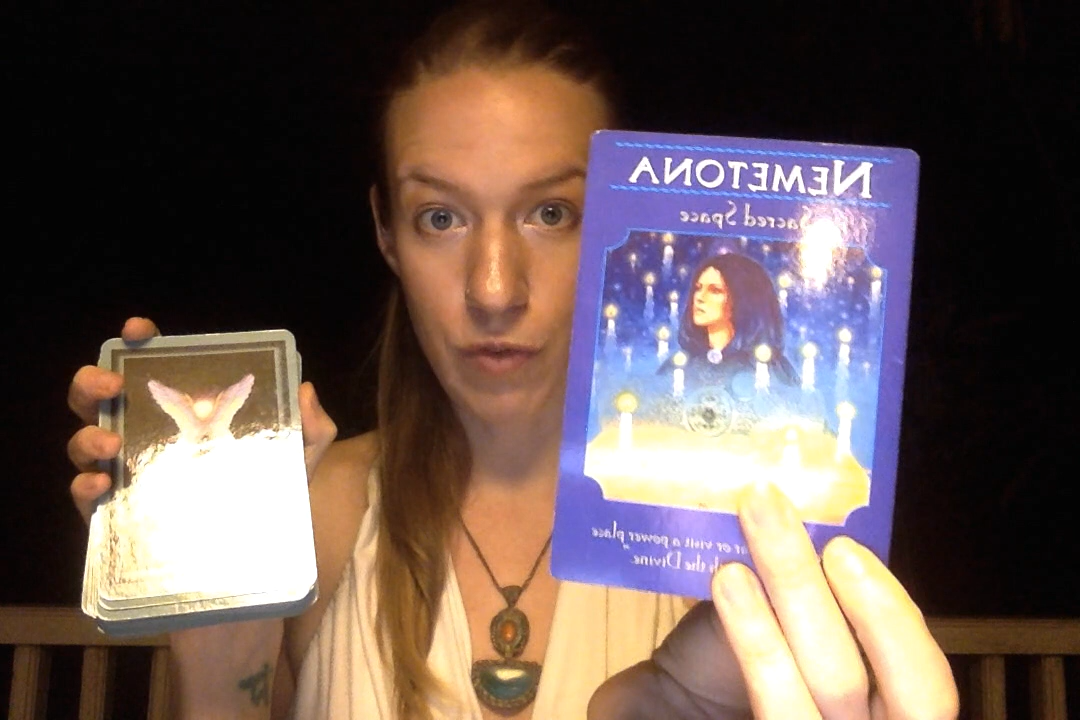 NEMETONA
Sacred Space
or visit a power place
the Divine."